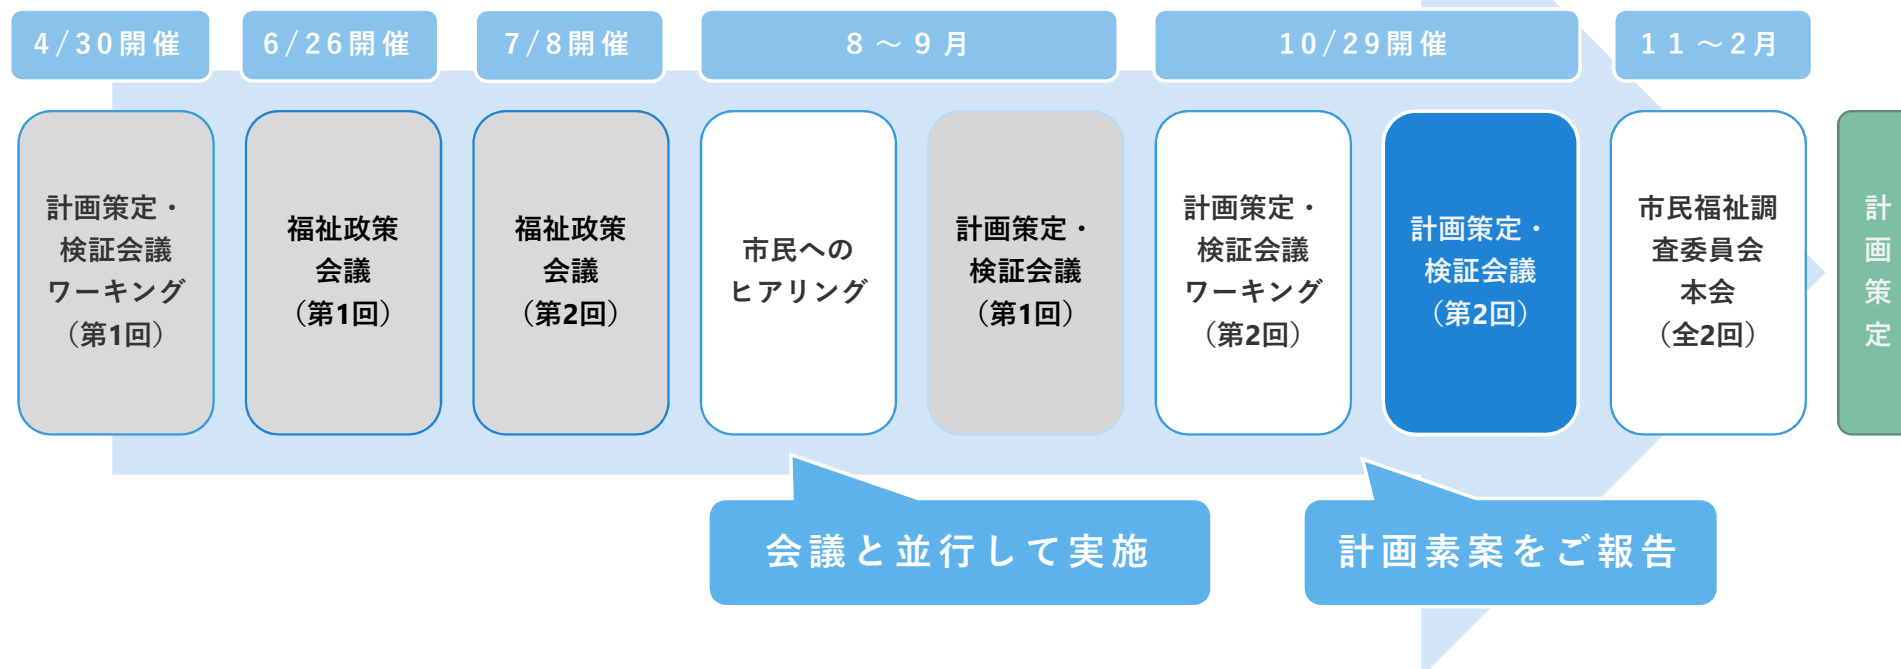 4/30開催
6/26開催
7/8開催
８～９月
10/29開催
１１～２月
計画策定・
検証会議
ワーキング
（第1回）
福祉政策
会議
（第1回）
福祉政策
会議
（第2回）
市民への
ヒアリング
計画策定・
検証会議
（第1回）
計画策定・
検証会議
ワーキング
（第2回）
計画策定・
検証会議
（第2回）
市民福祉調
査委員会
本会
（全2回）
計
画
策
定
会議と並行して実施
計画素案をご報告